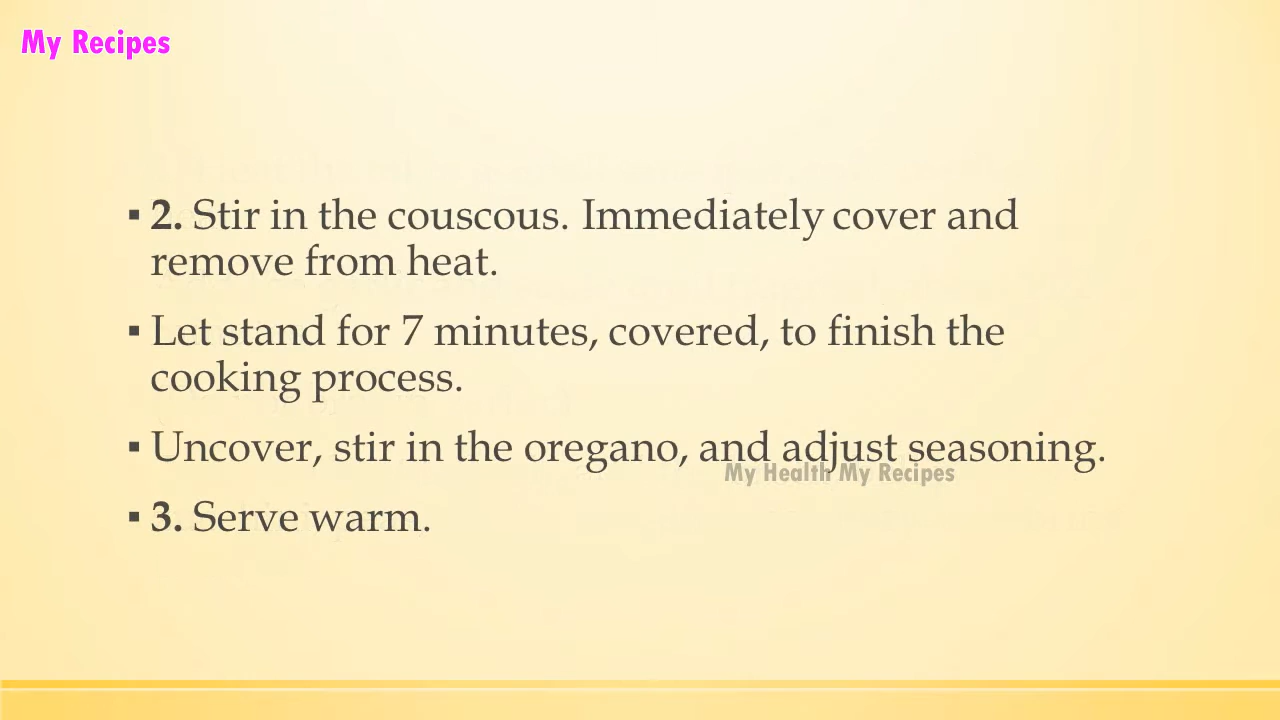 My Recipes
▪ 2. Stir in the couscous. Immediately cover and
remove from heat.
▪ Let stand for 7 minutes, covered, to finish the
cooking process.
▪ Uncover, stir in the oregano, and adjust seasoning.
My Health My Recipes
▪ 3. Serve warm.